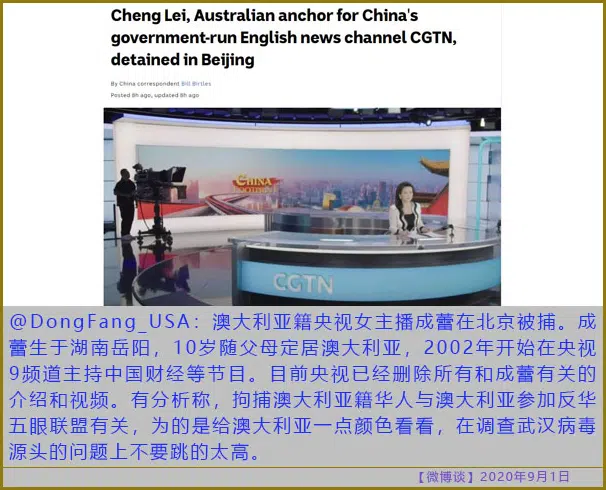 Cheng Lei, Australian anchor for China's
government-run English news channel CGTN,
detained in Beijing
By China correspondent Bill Birtles
Posted 8h ago, updated 8h ago
CHINA
CGTN
@DongFang_USA：澳大利亚籍央视女主播成蕾在北京被捕。成
蕾生于湖南岳阳，10岁随父母定居澳大利亚，2002年开始在央视
9频道主持中国财经等节目。目前央视已经删除所有和成蕾有关的
介绍和视频。有分析称，拘捕澳大利亚籍华人与澳大利亚参加反华
五眼联盟有关，为的是给澳大利亚一点颜色看看，在调查武汉病毒
源头的问题上不要跳的太高。
【微博谈】2020年9月1日